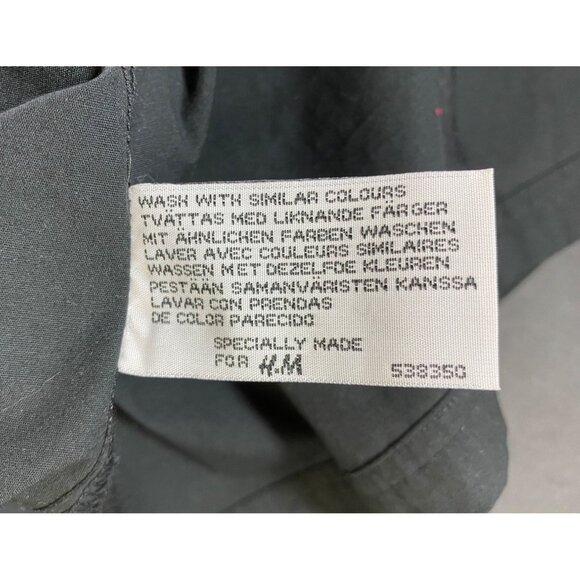 WASH WITH SIMILAR COLOURS
TVÄTTAS MED LIKNANDE FÄRGER
MIT ÄHNLICHEN FARBEN WASCHEN
LAVER AVEC COULEURS SIMILAIRES
WASSEN MET DEZELFDE KLEUREN
PESTÄÄN SAMANVÄRISTEN KANSSA
LAVAR CON PRENDAS
DE COLOR PARECIDO
SPECIALLY MADE
FOR H.M 538350